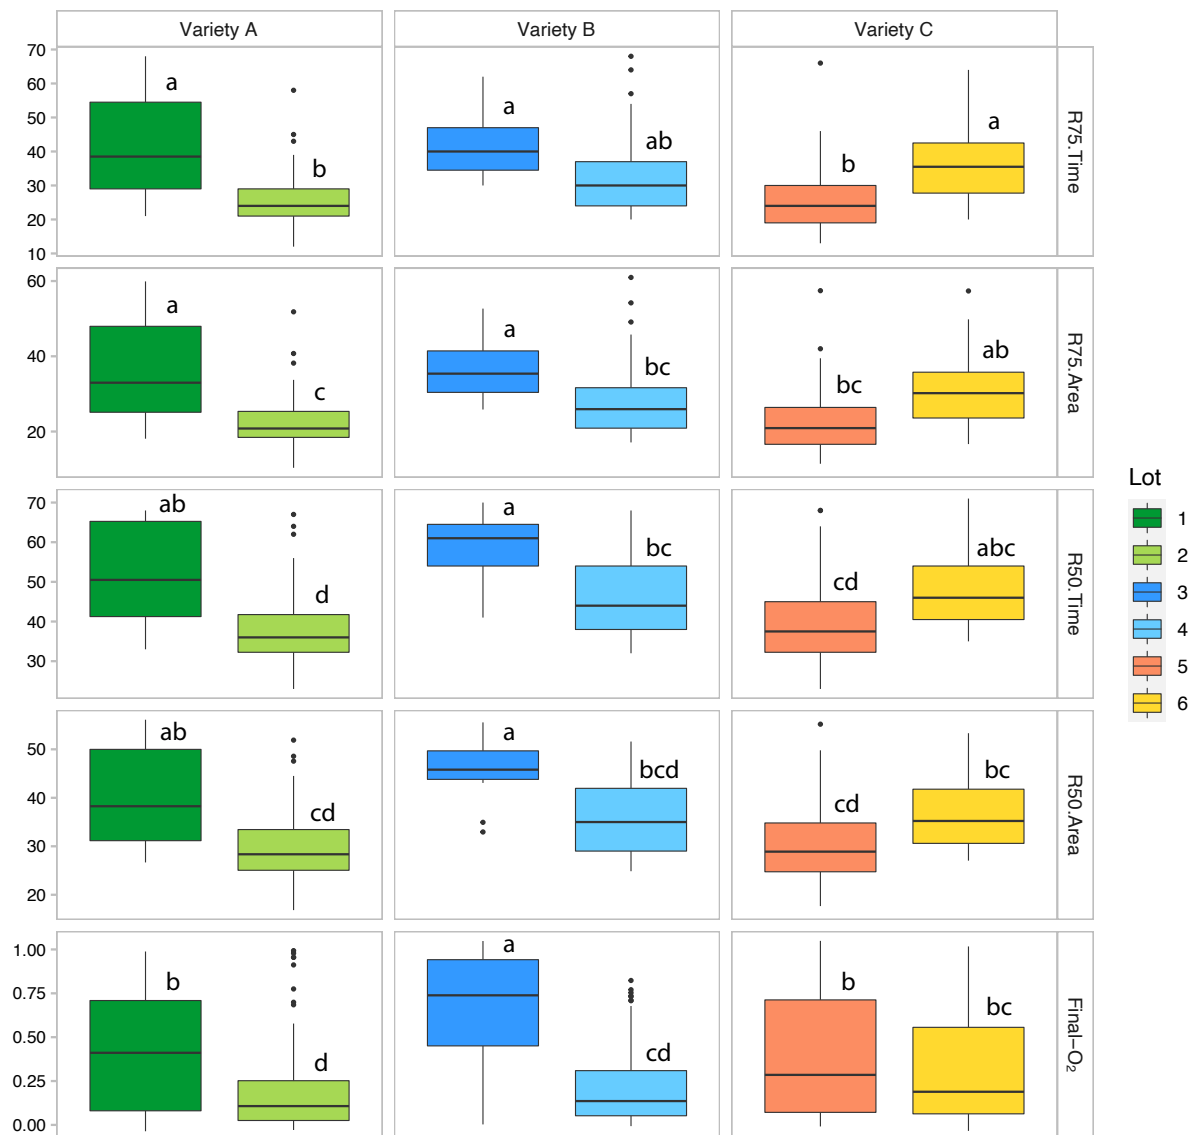 Variety A Variety B Variety C
70
60
50
40
30
20
10
a
b
a
ab
b
a
R75.Time
60
40
20
a
c
a
bc
bc
ab
R75.Area
70
60
50
40
30
ab
d
a
bc
cd
abc
R50.Time
50
40
30
20
ab
cd
a
bcd
cd
bc
R50.Area
1.00
0.75
0.50
0.25
0.00
b
d
a
cd
b
bc
Final−O₂
Lot
1
2
3
4
5
6